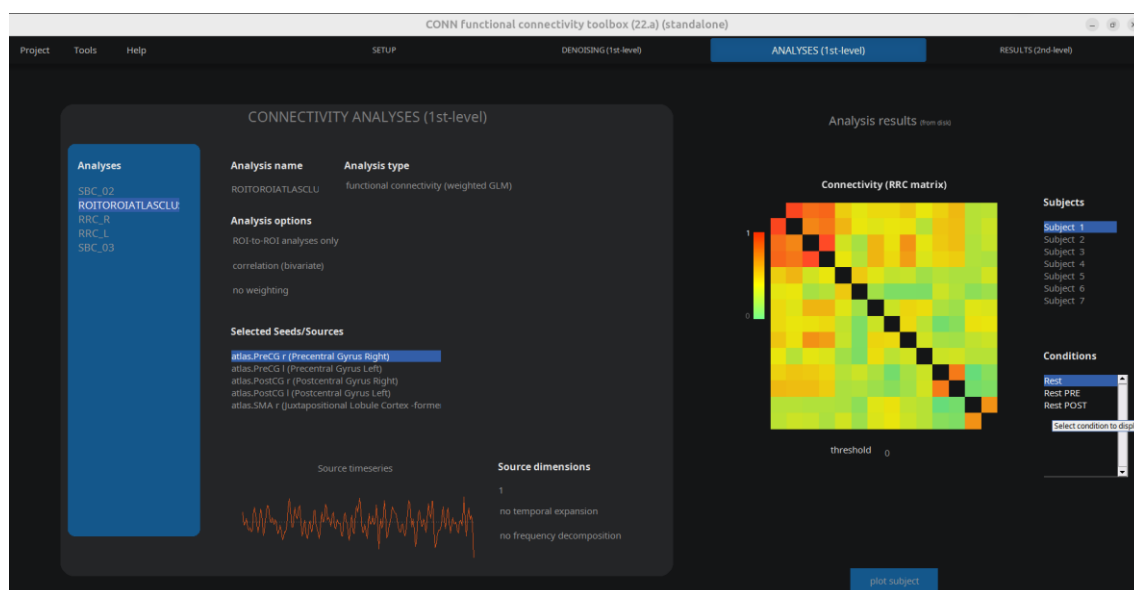 CONN functional connectivity toolbox (22.a) (standalone)
Project Tools Help SETUP DENOISING (1st-level) ANALYSES (1st-level) RESULTS (2nd-level)
CONNECTIVITY ANALYSES (1st-level)
Analyses
SBC_02
ROITOROIATLASCLU
RRC_R
RRC_L
SBC_03
Analysis name
ROITOROIATLASCLU
Analysis type
functional connectivity (weighted GLM)
Analysis options
ROI-to-ROI analyses only
correlation (bivariate)
no weighting
Selected Seeds/Sources
atlas.PreCG r (Precentral Gyrus Right)
atlas.PreCG l (Precentral Gyrus Left)
atlas.PostCG r (Postcentral Gyrus Right)
atlas.PostCG l (Postcentral Gyrus Left)
atlas.SMA r (Juxtapositional Lobule Cortex -forme
Source timeseries
Source dimensions
1
no temporal expansion
no frequency decomposition
Analysis results (from disk)
Connectivity (RRC matrix)
1
0
threshold 0
Subjects
Subject 1
Subject 2
Subject 3
Subject 4
Subject 5
Subject 6
Subject 7
Conditions
Rest
Rest PRE
Rest POST
Select condition to displ
plot subject